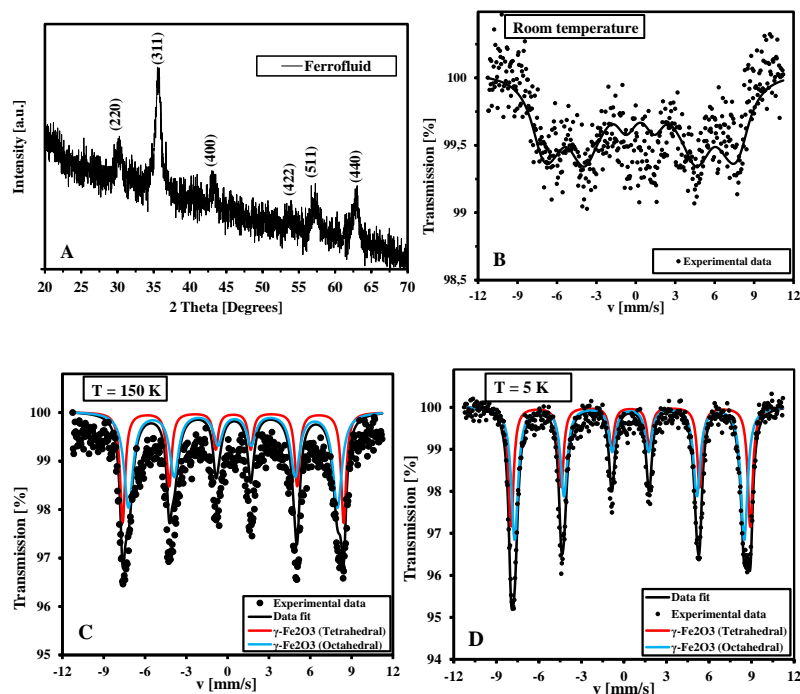 (311)
Ferrofluid
(220)
(400)
(422)
(511)
(440)
Intensity [a.u.]
A
20 25 30 35 40 45 50 55 60 65 70
2 Theta [Degrees]
Room temperature
100
99,5
99
98,5
Transmission [%]
B
Experimental data
-12 -9 -6 -3 0 3 6 9 12
v [mm/s]
T = 150 K
100
99
98
97
96
95
Transmission [%]
C
Experimental data
Data fit
γ-Fe2O3 (Tetrahedral)
γ-Fe2O3 (Octahedral)
-12 -9 -6 -3 0 3 6 9 12
v [mm/s]
T = 5 K
100
99
98
97
96
95
94
Transmission [%]
D
Data fit
Experimental data
γ-Fe2O3 (Tetrahedral)
γ-Fe2O3 (Octahedral)
-12 -9 -6 -3 0 3 6 9 12
v [mm/s]